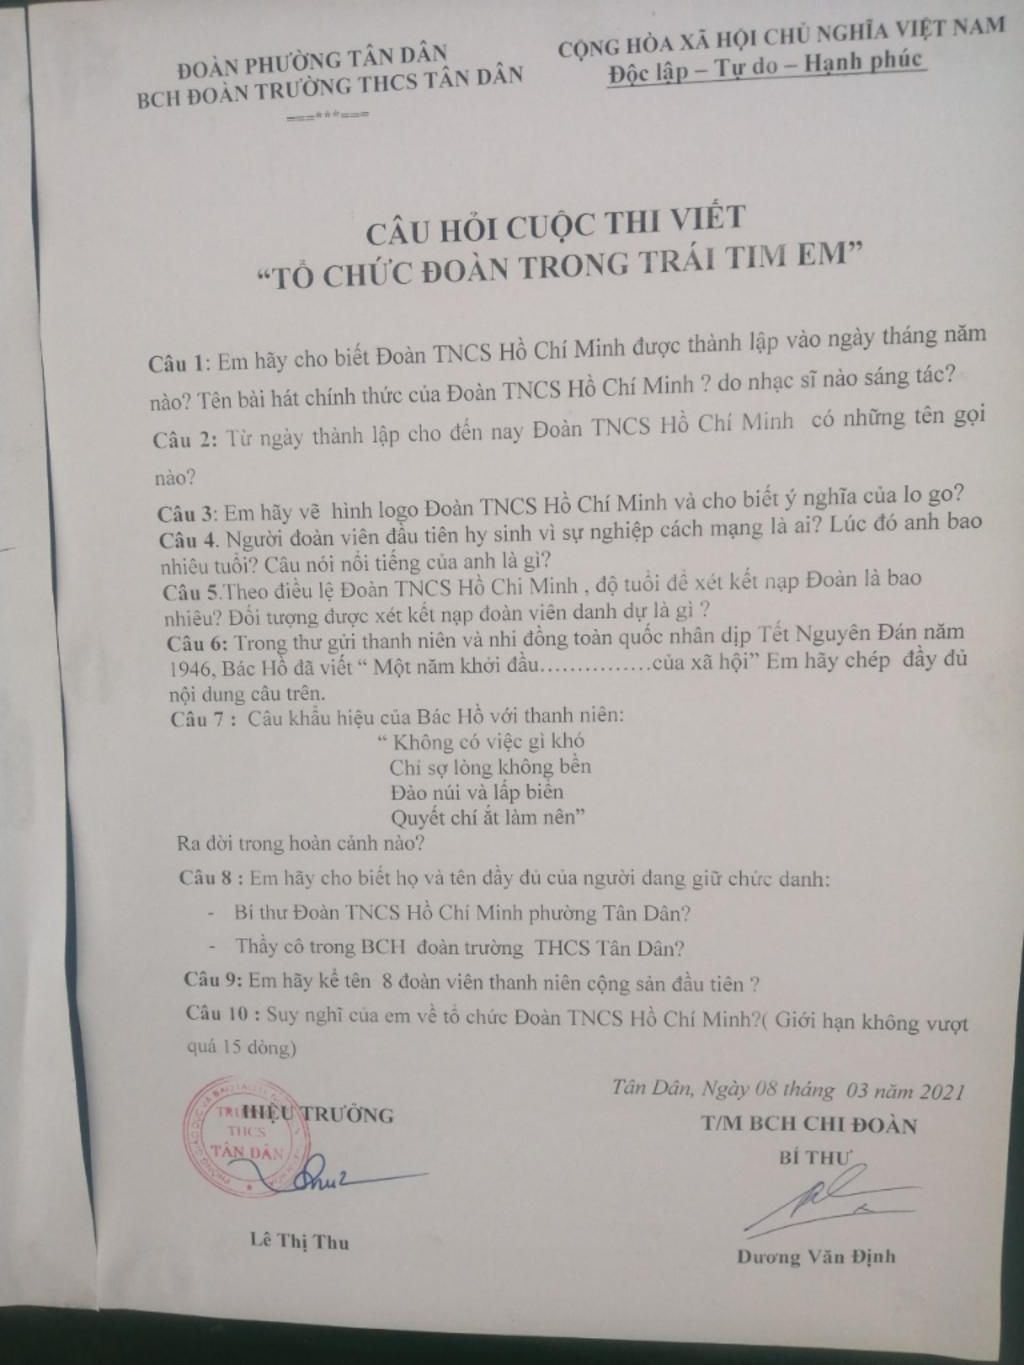 ĐOÀN PHƯỜNG TÂN DÂN
BCH ĐOÀN TRƯỜNG THCS TÂN DÂN
===***===
CỘNG HÒA XÃ HỘI CHỦ NGHĨA VIỆT NAM
Độc lập – Tự do – Hạnh phúc
CÂU HỎI CUỘC THI VIẾT
“TỔ CHỨC ĐOÀN TRONG TRÁI TIM EM”
Câu 1: Em hãy cho biết Đoàn TNCS Hồ Chí Minh được thành lập vào ngày tháng năm
nào? Tên bài hát chính thức của Đoàn TNCS Hồ Chí Minh ? do nhạc sĩ nào sáng tác?
Câu 2: Từ ngày thành lập cho đến nay Đoàn TNCS Hồ Chí Minh có những tên gọi
nào?
Câu 3: Em hãy vẽ hình logo Đoàn TNCS Hồ Chí Minh và cho biết ý nghĩa của lo go?
Câu 4. Người đoàn viên đầu tiên hy sinh vì sự nghiệp cách mạng là ai? Lúc đó anh bao
nhiêu tuổi? Câu nói nổi tiếng của anh là gì?
Câu 5.Theo điều lệ Đoàn TNCS Hồ Chi Minh , độ tuổi để xét kết nạp Đoàn là bao
nhiêu? Đối tượng được xét kết nạp đoàn viên danh dự là gì ?
Câu 6: Trong thư gửi thanh niên và nhi đồng toàn quốc nhân dịp Tết Nguyên Đán năm
1946, Bác Hồ đã viết “ Một năm khởi đầu……………của xã hội” Em hãy chép đầy đủ
nội dung câu trên.
Câu 7 : Câu khẩu hiệu của Bác Hồ với thanh niên:
“ Không có việc gì khó
Chỉ sợ lòng không bền
Đào núi và lấp biển
Quyết chí ắt làm nên”
Ra đời trong hoàn cảnh nào?
Câu 8 : Em hãy cho biết họ và tên đầy đủ của người đang giữ chức danh:
- Bí thư Đoàn TNCS Hồ Chí Minh phường Tân Dân?
- Thầy cô trong BCH đoàn trường THCS Tân Dân?
Câu 9: Em hãy kể tên 8 đoàn viên thanh niên cộng sản đầu tiên ?
Câu 10 : Suy nghĩ của em về tổ chức Đoàn TNCS Hồ Chí Minh?( Giới hạn không vượt
quá 15 dòng)
Tân Dân, Ngày 08 tháng 03 năm 2021
HIỆU TRƯỞNG
T/M BCH CHI ĐOÀN
BÍ THƯ
THCS
TÂN DÂN
Lê Thị Thu
Dương Văn Định